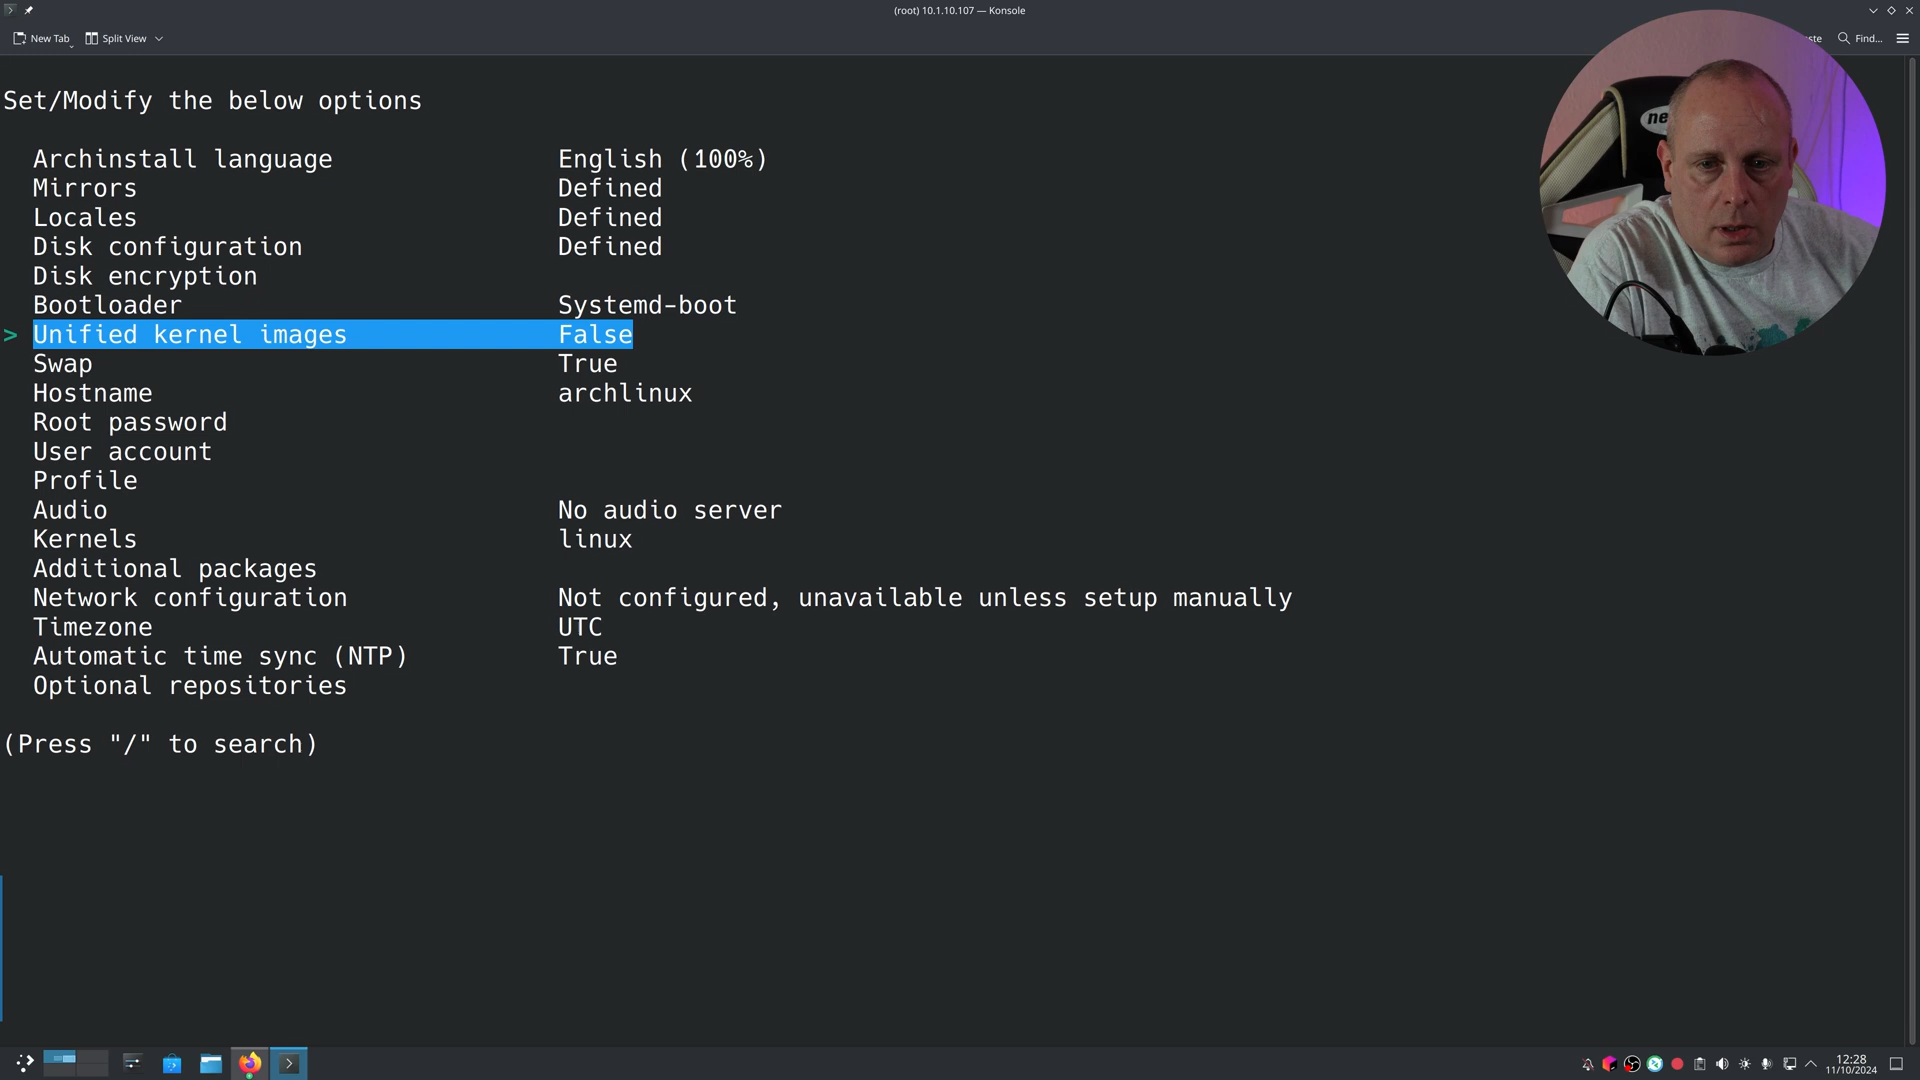 (root) 10.1.10.107 — Konsole
New Tab
Split View
Find...
Set/Modify the below options
Archinstall language English (100%)
Mirrors Defined
Locales Defined
Disk configuration Defined
Disk encryption
Bootloader Systemd-boot
> Unified kernel images False
Swap True
Hostname archlinux
Root password
User account
Profile
Audio No audio server
Kernels linux
Additional packages
Network configuration Not configured, unavailable unless setup manually
Timezone UTC
Automatic time sync (NTP) True
Optional repositories
(Press "/" to search)
12:28
11/10/2024